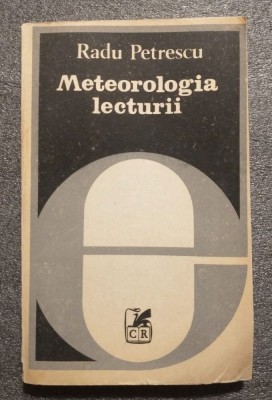 Radu Petrescu
Meteorologia
lecturii
e
CR